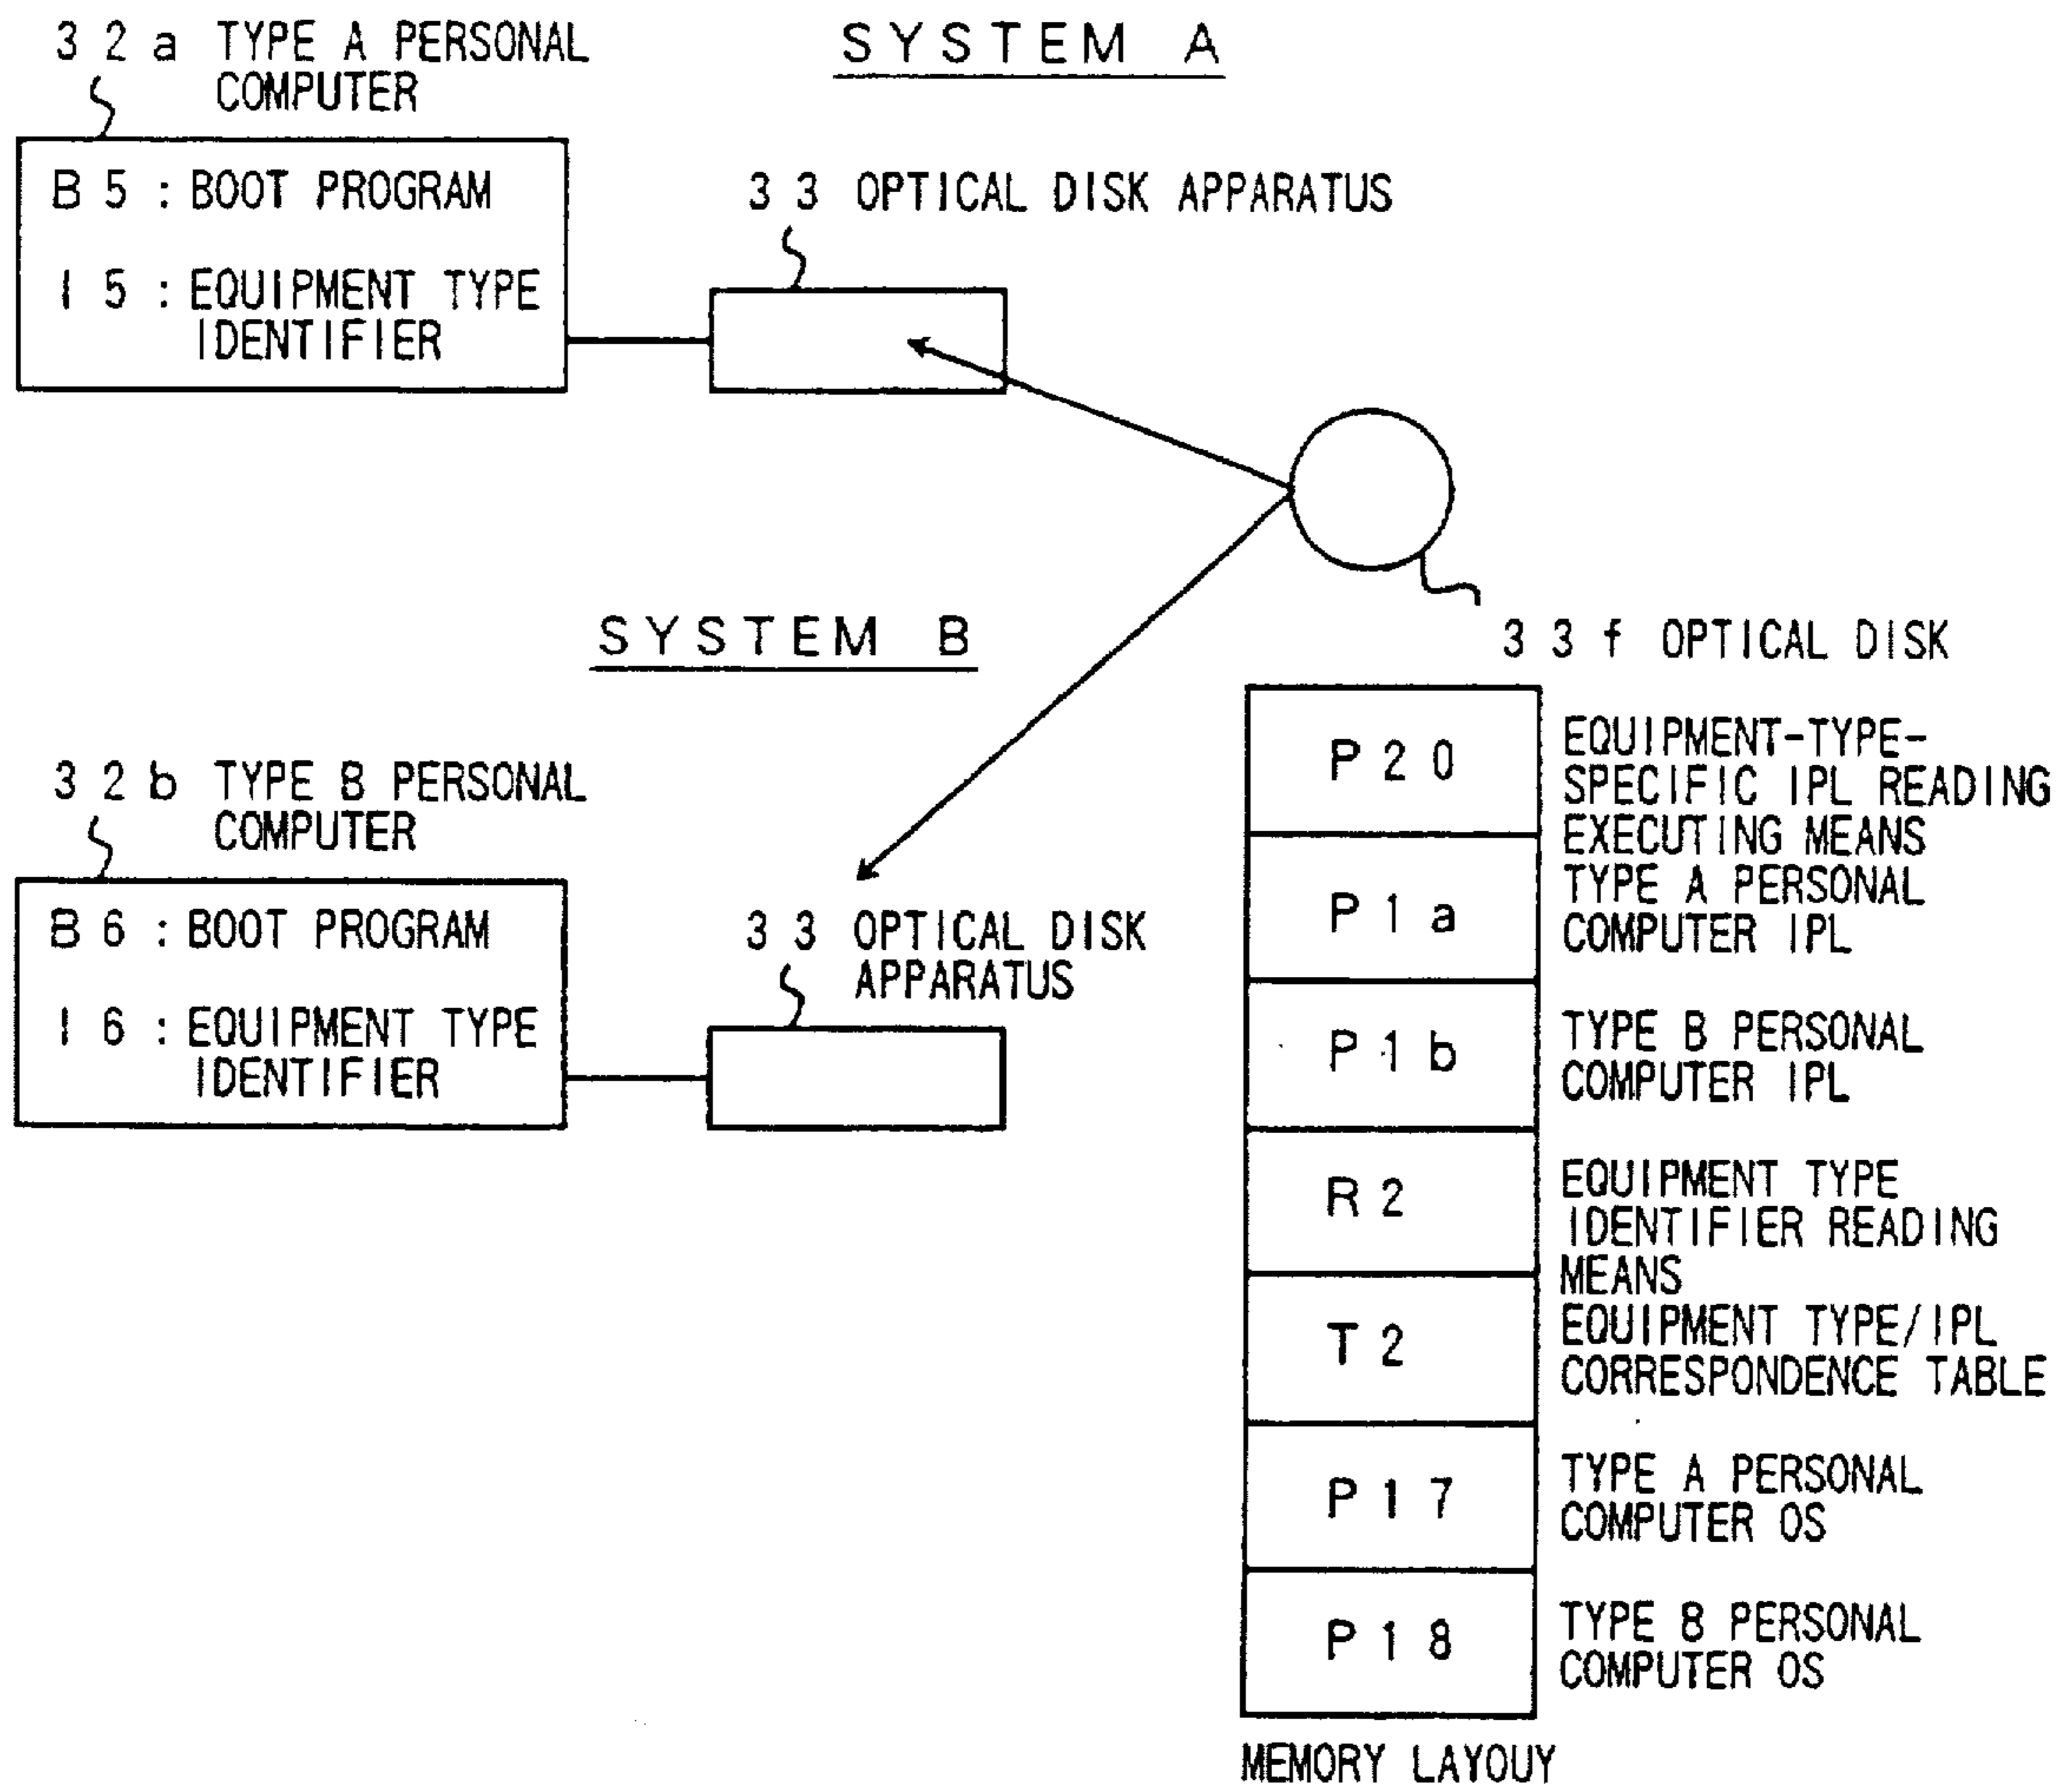 SYSTEM A
32a TYPE A PERSONAL
COMPUTER
B5: BOOT PROGRAM
I5: EQUIPMENT TYPE
IDENTIFIER
33 OPTICAL DISK APPARATUS
33f OPTICAL DISK
SYSTEM B
32b TYPE B PERSONAL
COMPUTER
B6: BOOT PROGRAM
I6: EQUIPMENT TYPE
IDENTIFIER
33 OPTICAL DISK
APPARATUS
P20
EQUIPMENT-TYPE-
SPECIFIC IPL READING
EXECUTING MEANS
P1a
TYPE A PERSONAL
COMPUTER IPL
P1b
TYPE B PERSONAL
COMPUTER IPL
R2
EQUIPMENT TYPE
IDENTIFIER READING
MEANS
T2
EQUIPMENT TYPE/IPL
CORRESPONDENCE TABLE
P17
TYPE A PERSONAL
COMPUTER OS
P18
TYPE B PERSONAL
COMPUTER OS
MEMORY LAYOUY